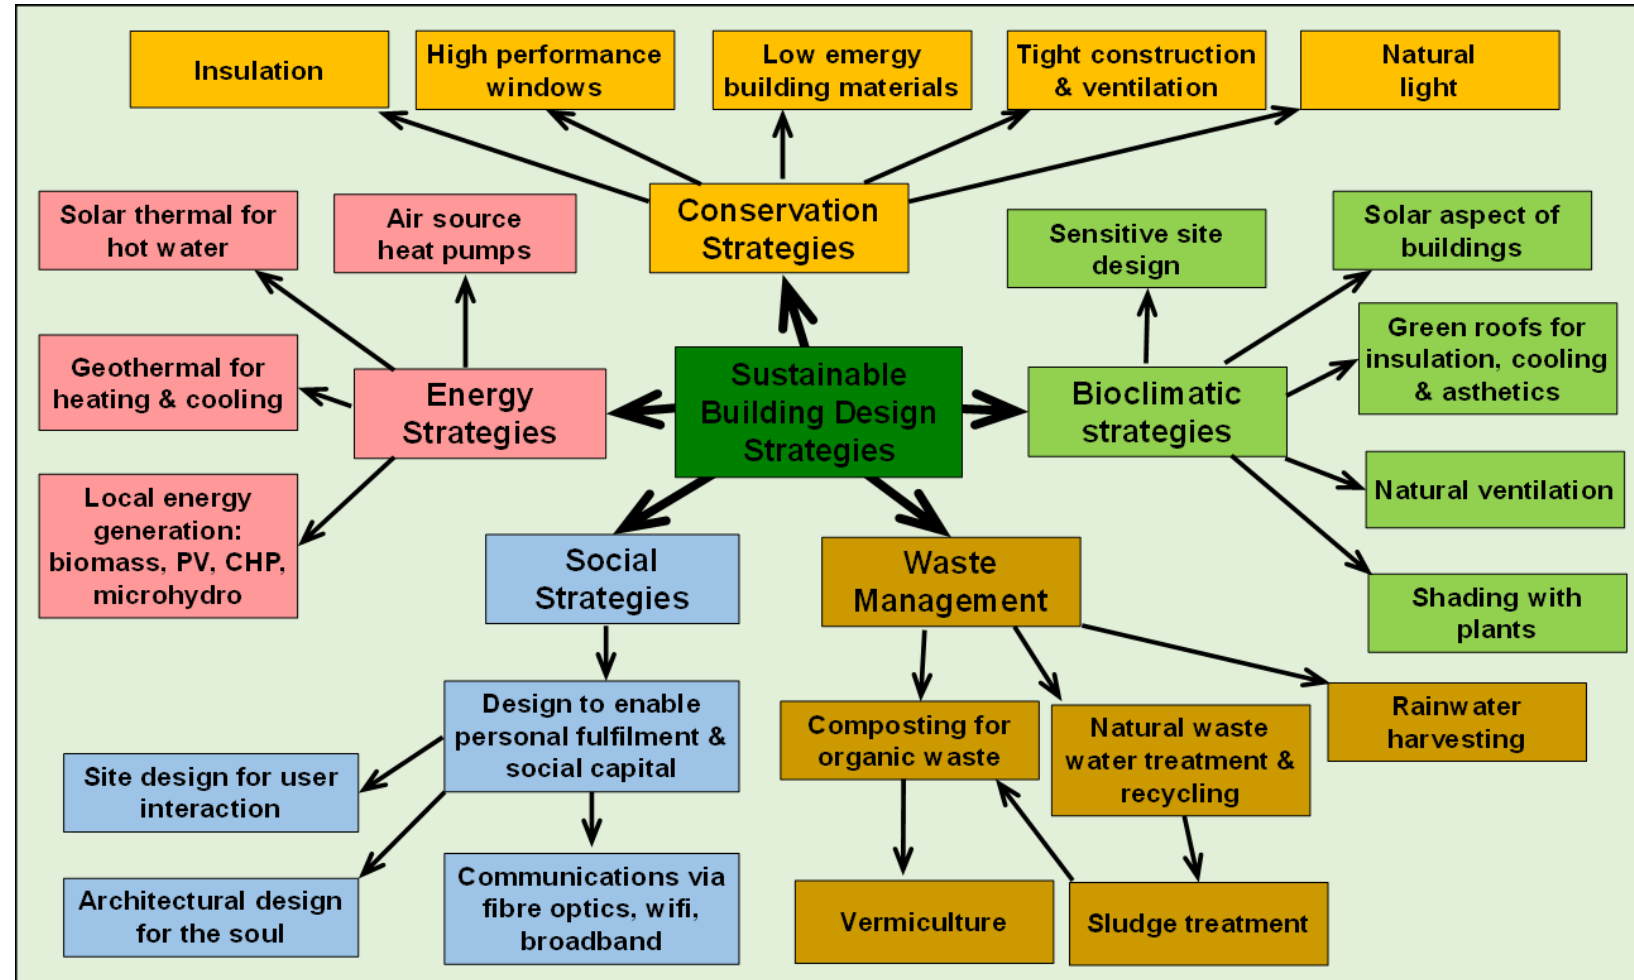 Insulation
High performance
windows
Low emergy
building materials
Tight construction
& ventilation
Natural
light
Conservation
Strategies
Solar thermal for
hot water
Air source
heat pumps
Geothermal for
heating & cooling
Energy
Strategies
Local energy
generation:
biomass, PV, CHP,
microhydro
Sustainable
Building Design
Strategies
Sensitive site
design
Solar aspect of
buildings
Green roofs for
insulation, cooling
& asthetics
Bioclimatic
strategies
Natural ventilation
Shading with
plants
Social
Strategies
Design to enable
personal fulfilment &
social capital
Site design for user
interaction
Architectural design
for the soul
Communications via
fibre optics, wifi,
broadband
Waste
Management
Composting for
organic waste
Natural waste
water treatment &
recycling
Rainwater
harvesting
Vermiculture
Sludge treatment